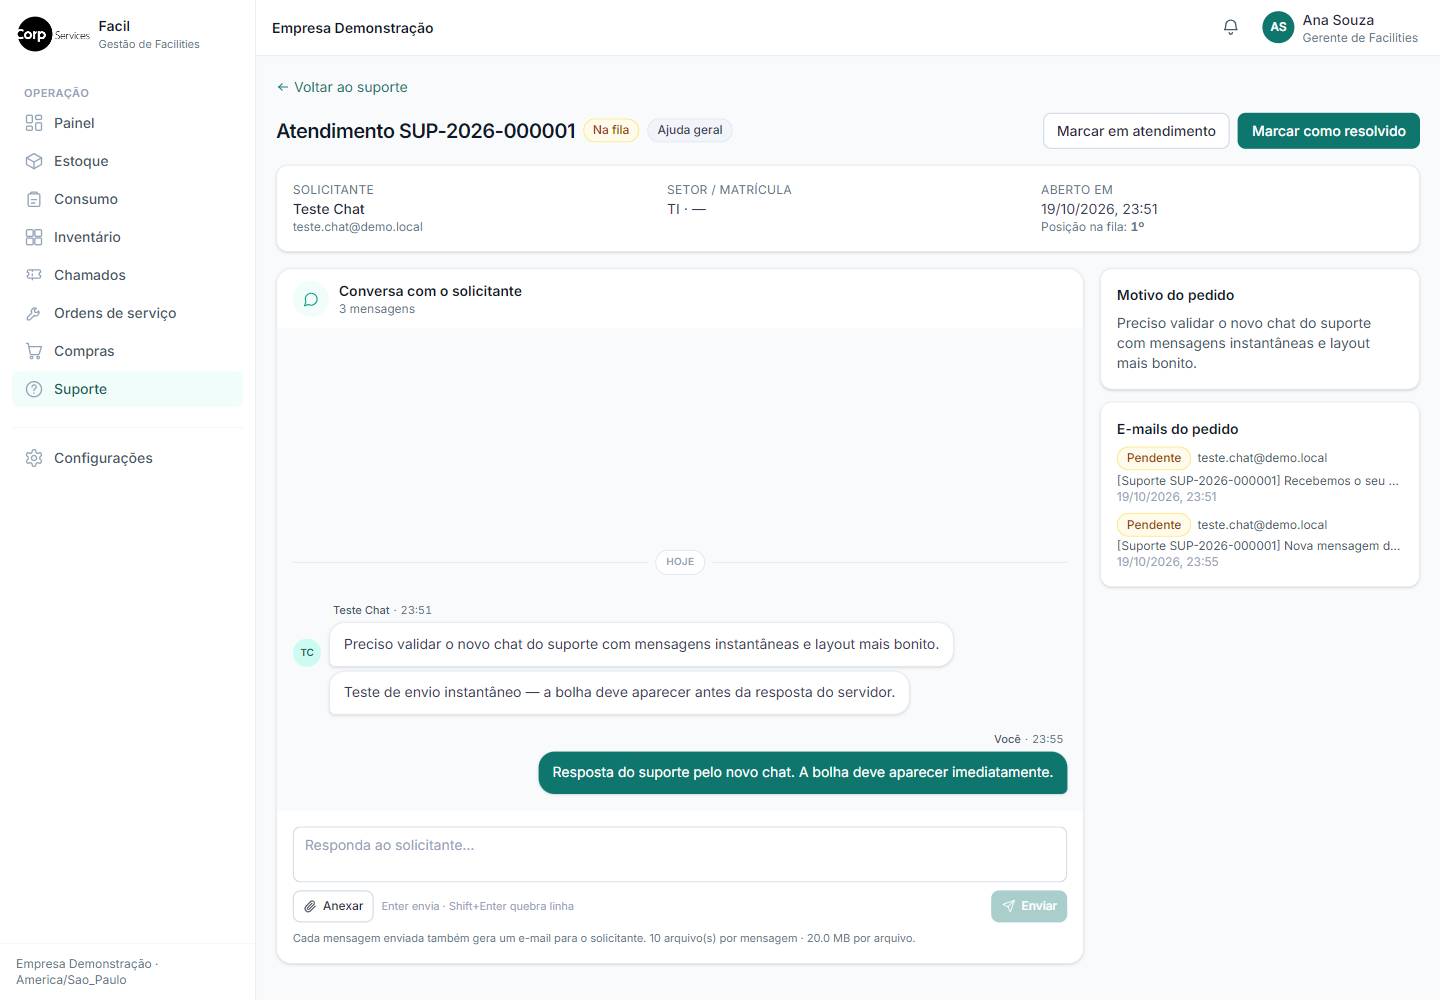 Corp Services
Facil
Gestão de Facilities
OPERAÇÃO
Painel
Estoque
Consumo
Inventário
Chamados
Ordens de serviço
Compras
Suporte
Configurações
Empresa Demonstração ·
America/Sao_Paulo
Empresa Demonstração
AS
Ana Souza
Gerente de Facilities
← Voltar ao suporte
Atendimento SUP-2026-000001
Na fila
Ajuda geral
Marcar em atendimento
Marcar como resolvido
SOLICITANTE
Teste Chat
teste.chat@demo.local
SETOR / MATRÍCULA
TI · —
ABERTO EM
19/10/2026, 23:51
Posição na fila: 1º
Conversa com o solicitante
3 mensagens
HOJE
Teste Chat · 23:51
TC
Preciso validar o novo chat do suporte com mensagens instantâneas e layout mais bonito.
Teste de envio instantâneo — a bolha deve aparecer antes da resposta do servidor.
Você · 23:55
Resposta do suporte pelo novo chat. A bolha deve aparecer imediatamente.
Responda ao solicitante...
Anexar
Enter envia · Shift+Enter quebra linha
Enviar
Cada mensagem enviada também gera um e-mail para o solicitante. 10 arquivo(s) por mensagem · 20.0 MB por arquivo.
Motivo do pedido
Preciso validar o novo chat do suporte
com mensagens instantâneas e layout
mais bonito.
E-mails do pedido
Pendente
teste.chat@demo.local
[Suporte SUP-2026-000001] Recebemos o seu ...
19/10/2026, 23:51
Pendente
teste.chat@demo.local
[Suporte SUP-2026-000001] Nova mensagem d...
19/10/2026, 23:55